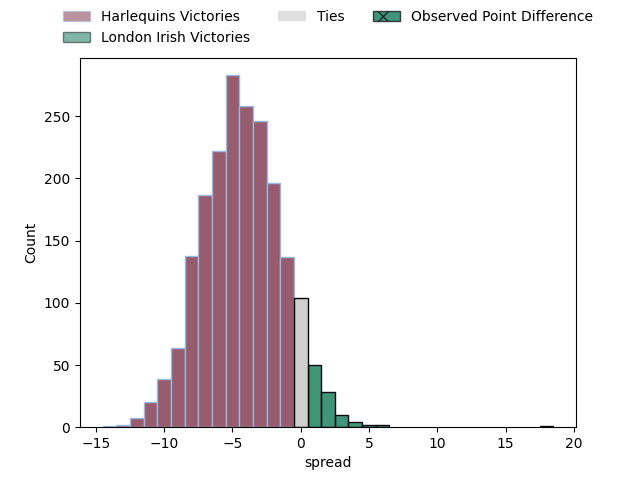 Harlequins Victories
Ties
Observed Point Difference
London Irish Victories
250
200
150
100
50
0
Count
−15
−10
−5
0
5
10
15
20
spread